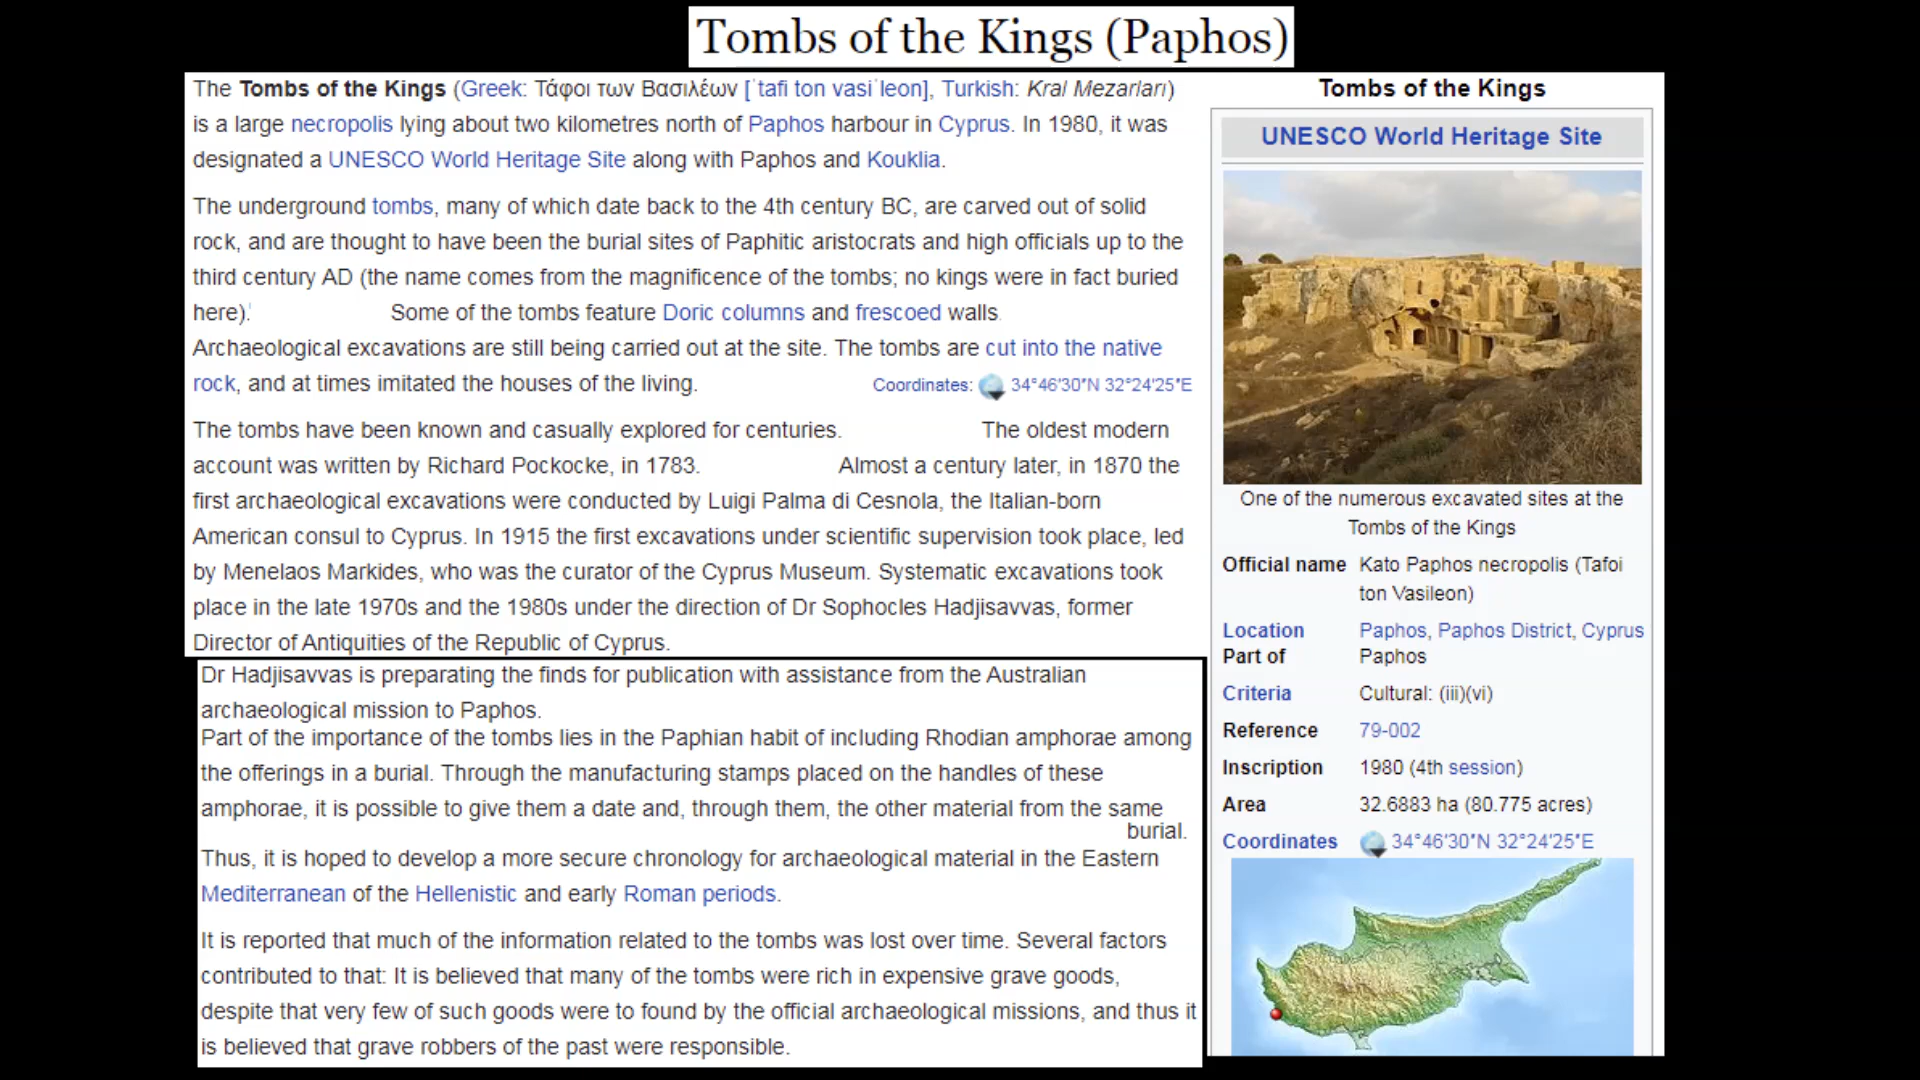 Tombs of the Kings (Paphos)
The Tombs of the Kings (Greek: Τάφοι των Βασιλέων [ˈtafi ton vasiˈleon], Turkish: Kral Mezarları)
is a large necropolis lying about two kilometres north of Paphos harbour in Cyprus. In 1980, it was
designated a UNESCO World Heritage Site along with Paphos and Kouklia.
The underground tombs, many of which date back to the 4th century BC, are carved out of solid
rock, and are thought to have been the burial sites of Paphitic aristocrats and high officials up to the
third century AD (the name comes from the magnificence of the tombs; no kings were in fact buried
here). Some of the tombs feature Doric columns and frescoed walls.
Archaeological excavations are still being carried out at the site. The tombs are cut into the native
rock, and at times imitated the houses of the living.
Coordinates: 34°46′30″N 32°24′25″E
The tombs have been known and casually explored for centuries. The oldest modern
account was written by Richard Pockocke, in 1783. Almost a century later, in 1870 the
first archaeological excavations were conducted by Luigi Palma di Cesnola, the Italian-born
American consul to Cyprus. In 1915 the first excavations under scientific supervision took place, led
by Menelaos Markides, who was the curator of the Cyprus Museum. Systematic excavations took
place in the late 1970s and the 1980s under the direction of Dr Sophocles Hadjisavvas, former
Director of Antiquities of the Republic of Cyprus.
Dr Hadjisavvas is preparing the finds for publication with assistance from the Australian
archaeological mission to Paphos.
Part of the importance of the tombs lies in the Paphian habit of including Rhodian amphorae among
the offerings in a burial. Through the manufacturing stamps placed on the handles of these
amphorae, it is possible to give them a date and, through them, the other material from the same
burial.
Thus, it is hoped to develop a more secure chronology for archaeological material in the Eastern
Mediterranean of the Hellenistic and early Roman periods.
It is reported that much of the information related to the tombs was lost over time. Several factors
contributed to that: It is believed that many of the tombs were rich in expensive grave goods,
despite that very few of such goods were to found by the official archaeological missions, and thus it
is believed that grave robbers of the past were responsible.
Tombs of the Kings
UNESCO World Heritage Site
One of the numerous excavated sites at the
Tombs of the Kings
Official name Kato Paphos necropolis (Tafoi
ton Vasileon)
Location Paphos, Paphos District, Cyprus
Part of Paphos
Criteria Cultural: (iii)(vi)
Reference 79-002
Inscription 1980 (4th session)
Area 32.6883 ha (80.775 acres)
Coordinates 34°46′30″N 32°24′25″E